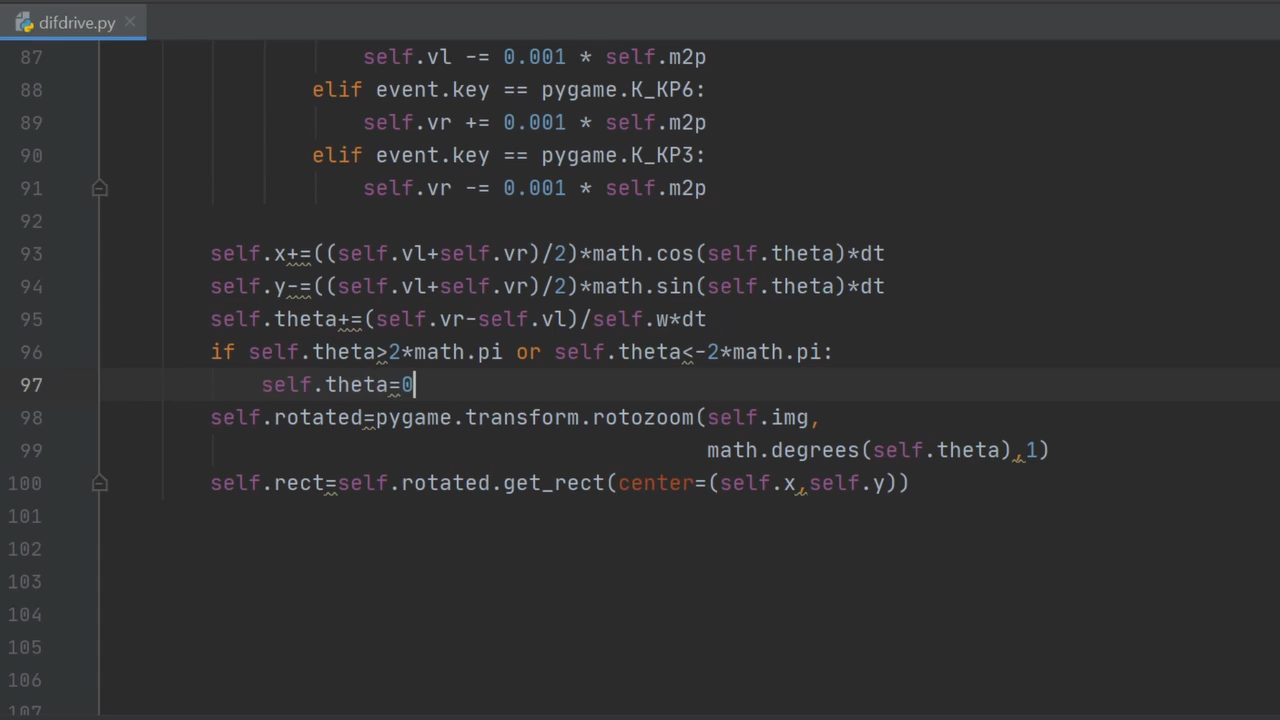 difdrive.py
87 self.vl -= 0.001 * self.m2p
88 elif event.key == pygame.K_KP6:
89 self.vr += 0.001 * self.m2p
90 elif event.key == pygame.K_KP3:
91 self.vr -= 0.001 * self.m2p
92
93 self.x+=((self.vl+self.vr)/2)*math.cos(self.theta)*dt
94 self.y-=((self.vl+self.vr)/2)*math.sin(self.theta)*dt
95 self.theta+=(self.vr-self.vl)/self.w*dt
96 if self.theta>2*math.pi or self.theta<-2*math.pi:
97 self.theta=0
98 self.rotated=pygame.transform.rotozoom(self.img,
99 math.degrees(self.theta),1)
100 self.rect=self.rotated.get_rect(center=(self.x,self.y))
101
102
103
104
105
106
107